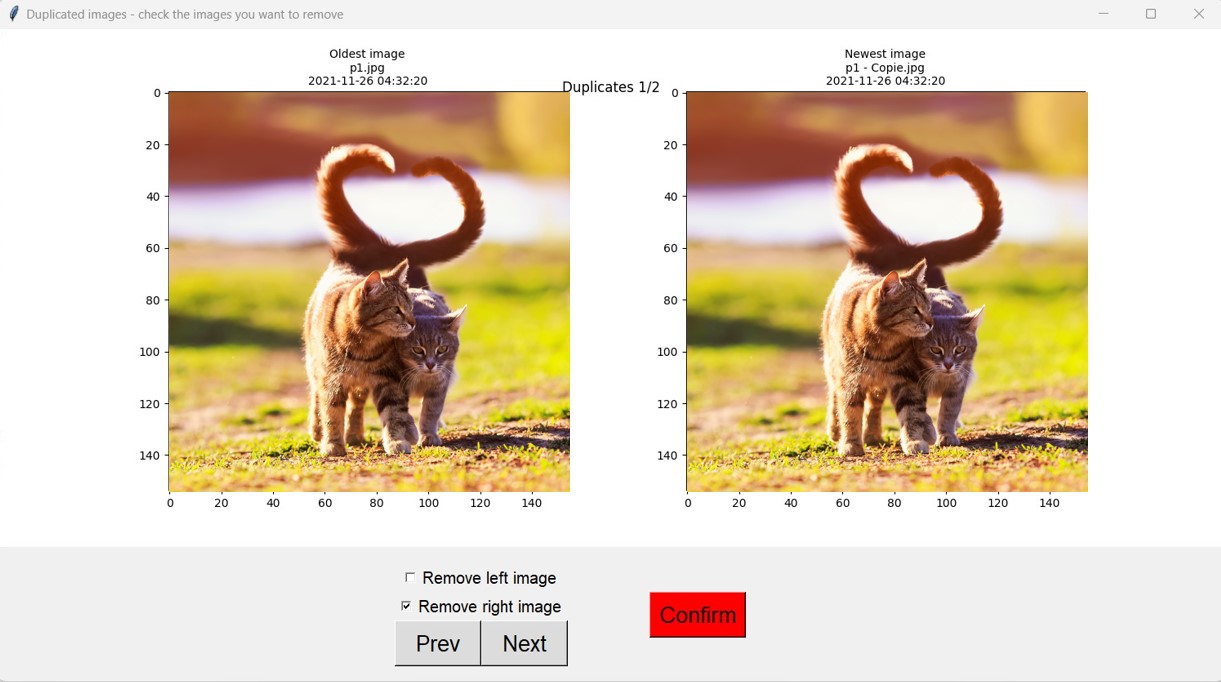 Duplicated images - check the images you want to remove
Oldest image
p1.jpg
2021-11-26 04:32:20
Duplicates 1/2
Newest image
p1 - Copie.jpg
2021-11-26 04:32:20
0
20
40
60
80
100
120
140
0 20 40 60 80 100 120 140
0
20
40
60
80
100
120
140
0 20 40 60 80 100 120 140
Remove left image
Remove right image
Prev Next
Confirm